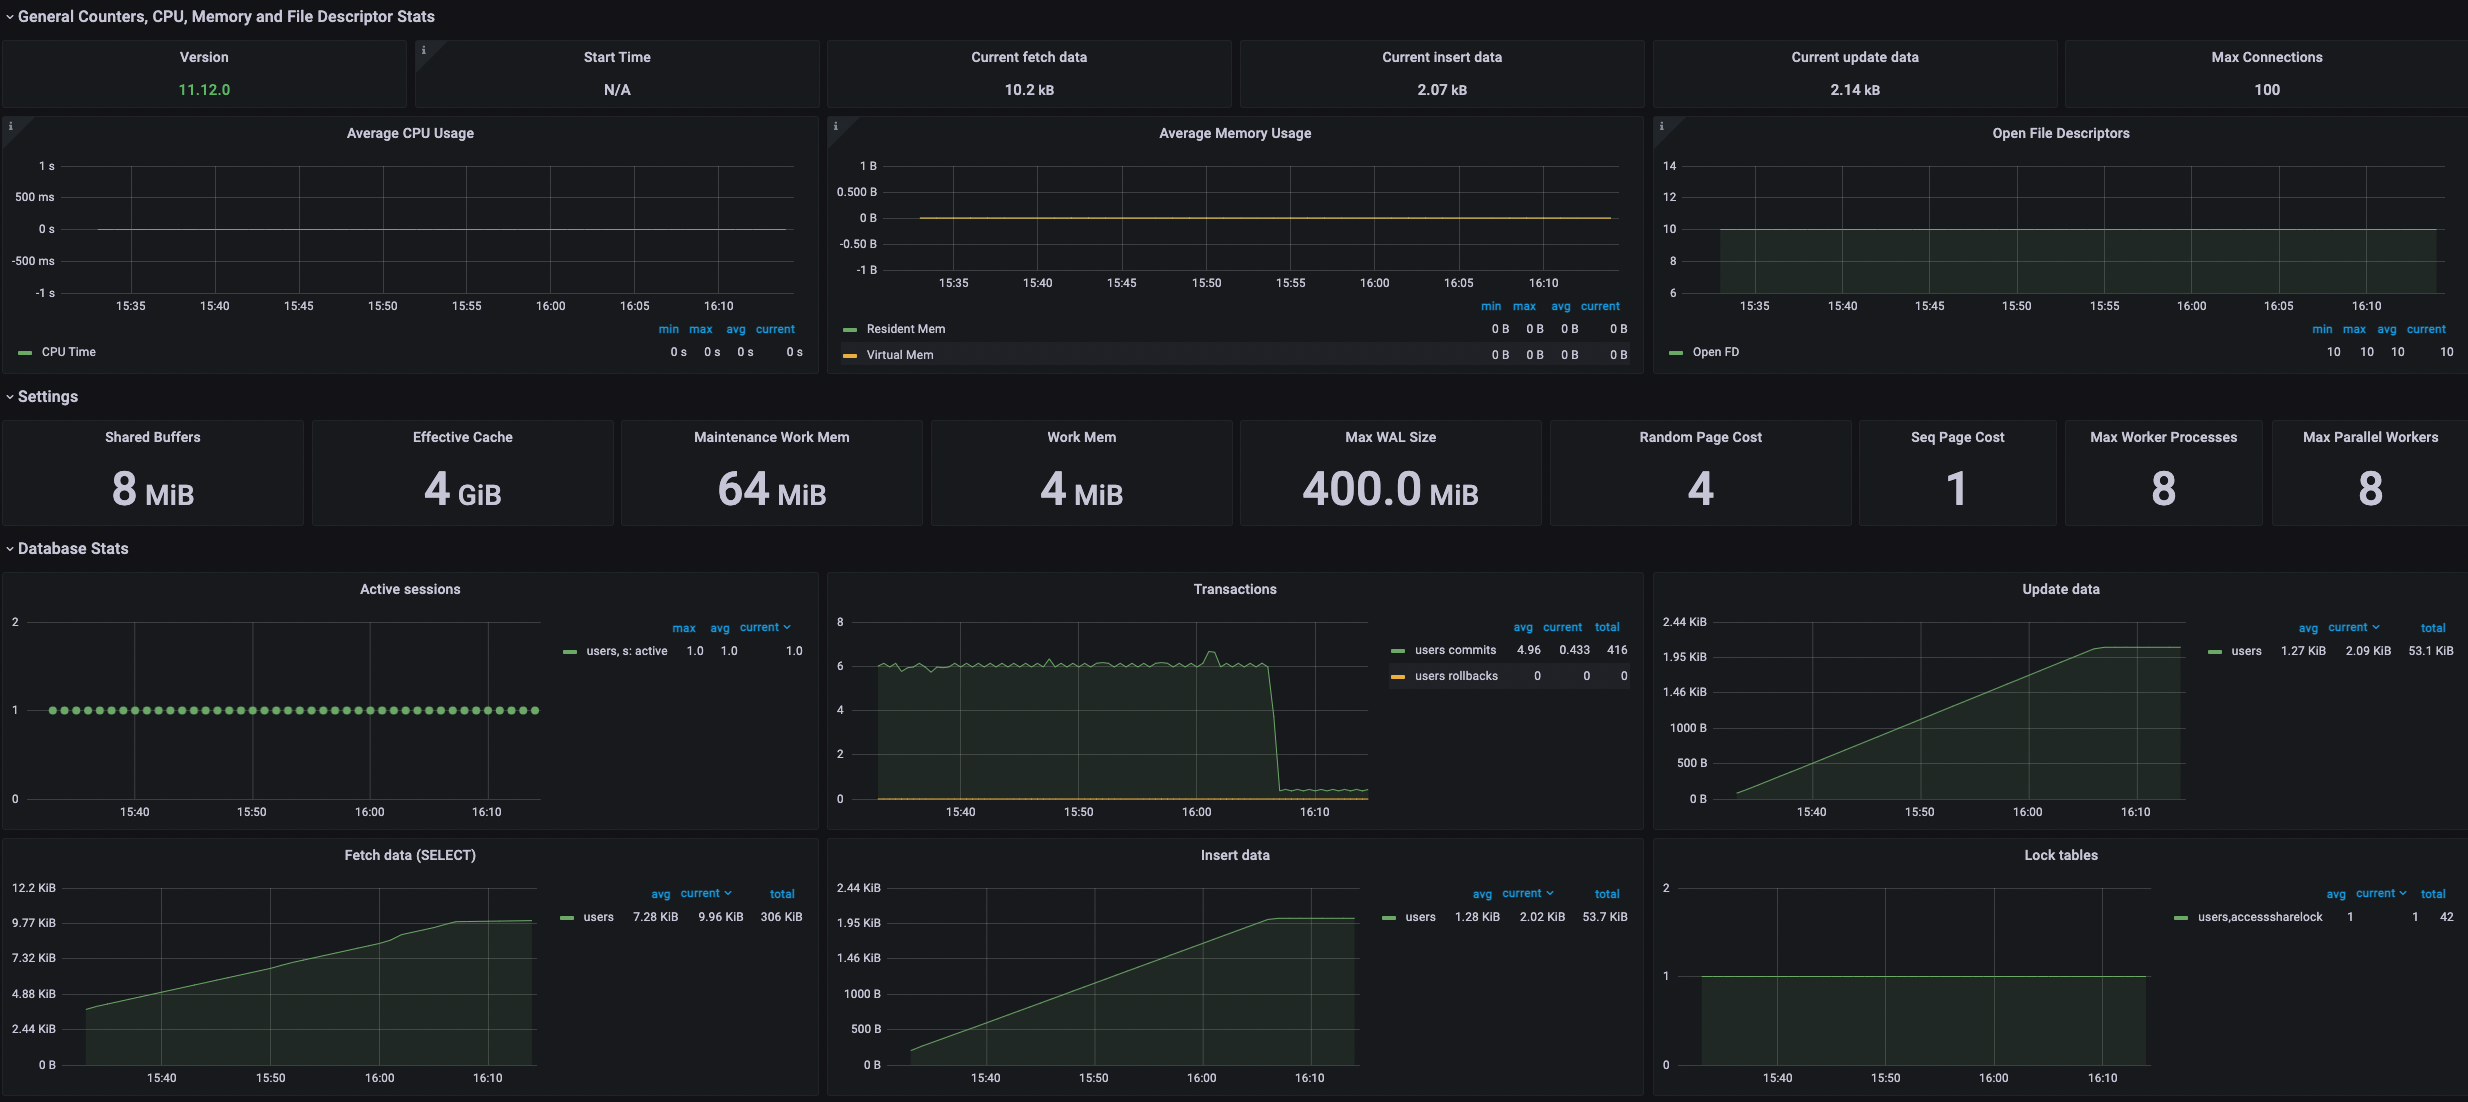 General Counters, CPU, Memory and File Descriptor Stats
Version
11.12.0
Start Time
N/A
Current fetch data
10.2 kB
Current insert data
2.07 kB
Current update data
2.14 kB
Max Connections
100
Average CPU Usage
1 s
500 ms
0 s
-500 ms
-1 s
15:35 15:40 15:45 15:50 15:55 16:00 16:05 16:10
min max avg current
CPU Time 0 s 0 s 0 s 0 s
Average Memory Usage
1 B
0.500 B
0 B
-0.50 B
-1 B
15:35 15:40 15:45 15:50 15:55 16:00 16:05 16:10
min max avg current
Resident Mem 0 B 0 B 0 B 0 B
Virtual Mem 0 B 0 B 0 B 0 B
Open File Descriptors
14
12
10
8
6
15:35 15:40 15:45 15:50 15:55 16:00 16:05 16:10
min max avg current
Open FD 10 10 10 10
Settings
Shared Buffers
8 MiB
Effective Cache
4 GiB
Maintenance Work Mem
64 MiB
Work Mem
4 MiB
Max WAL Size
400.0 MiB
Random Page Cost
4
Seq Page Cost
1
Max Worker Processes
8
Max Parallel Workers
8
Database Stats
Active sessions
2
1
0
15:40 15:50 16:00 16:10
max avg current
users, s: active 1.0 1.0 1.0
Transactions
8
6
4
2
0
15:40 15:50 16:00 16:10
avg current total
users commits 4.96 0.433 416
users rollbacks 0 0 0
Update data
2.44 KiB
1.95 KiB
1.46 KiB
1000 B
500 B
0 B
15:40 15:50 16:00 16:10
avg current total
users 1.27 KiB 2.09 KiB 53.1 KiB
Fetch data (SELECT)
12.2 KiB
9.77 KiB
7.32 KiB
4.88 KiB
2.44 KiB
0 B
15:40 15:50 16:00 16:10
avg current total
users 7.28 KiB 9.96 KiB 306 KiB
Insert data
2.44 KiB
1.95 KiB
1.46 KiB
1000 B
500 B
0 B
15:40 15:50 16:00 16:10
avg current total
users 1.28 KiB 2.02 KiB 53.7 KiB
Lock tables
2
1
0
15:40 15:50 16:00 16:10
avg current total
users,accesssharelock 1 1 42